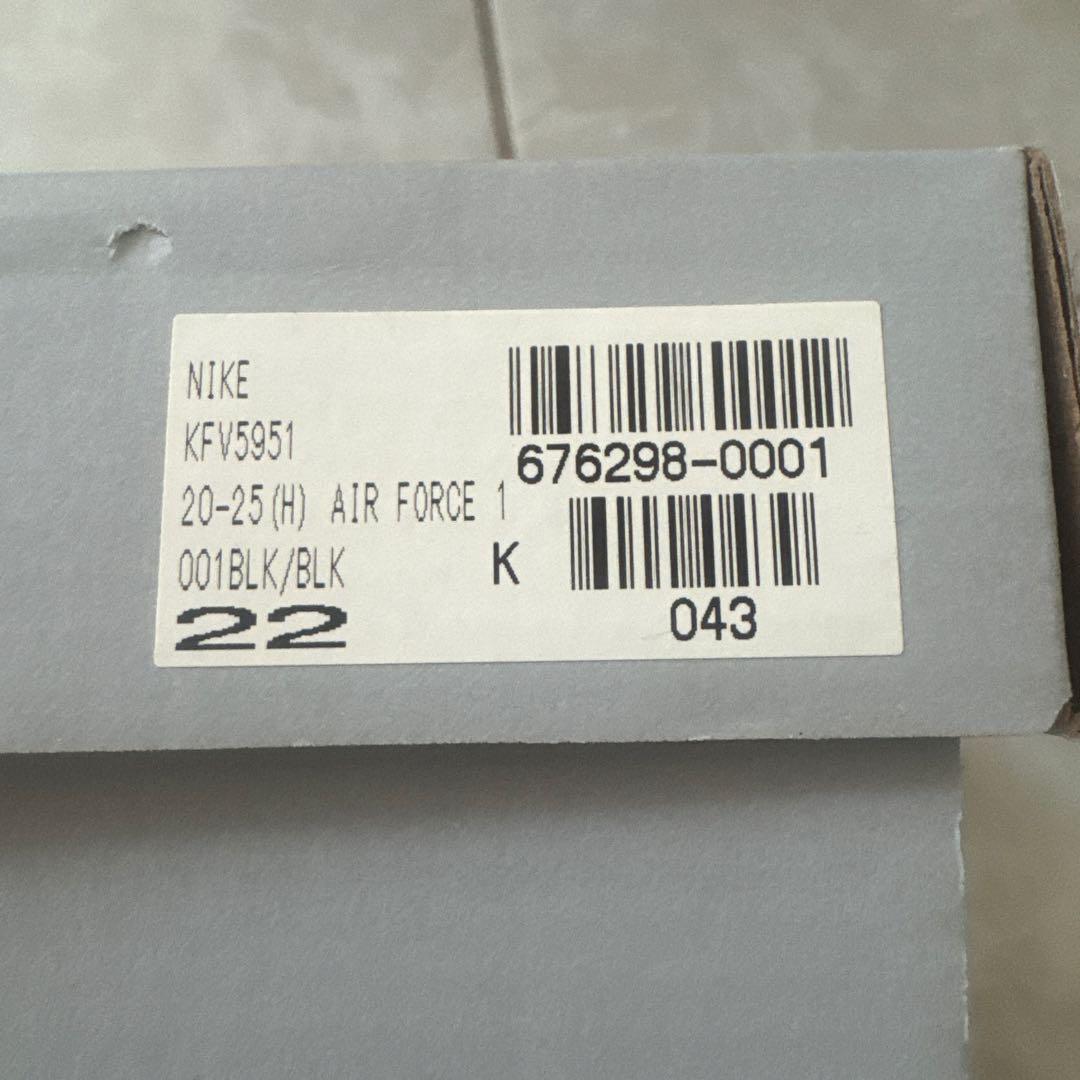 NIKE
KFV5951
20-25(H) AIR FORCE 1
001BLK/BLK
22
676298-0001
K
043